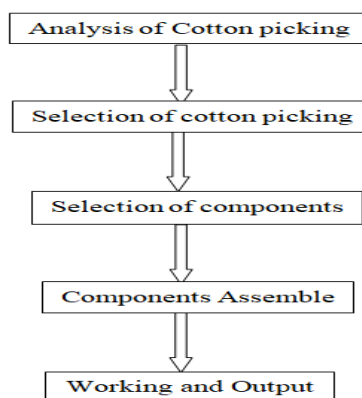 Analysis of Cotton picking
Selection of cotton picking
Selection of components
Components Assemble
Working and Output